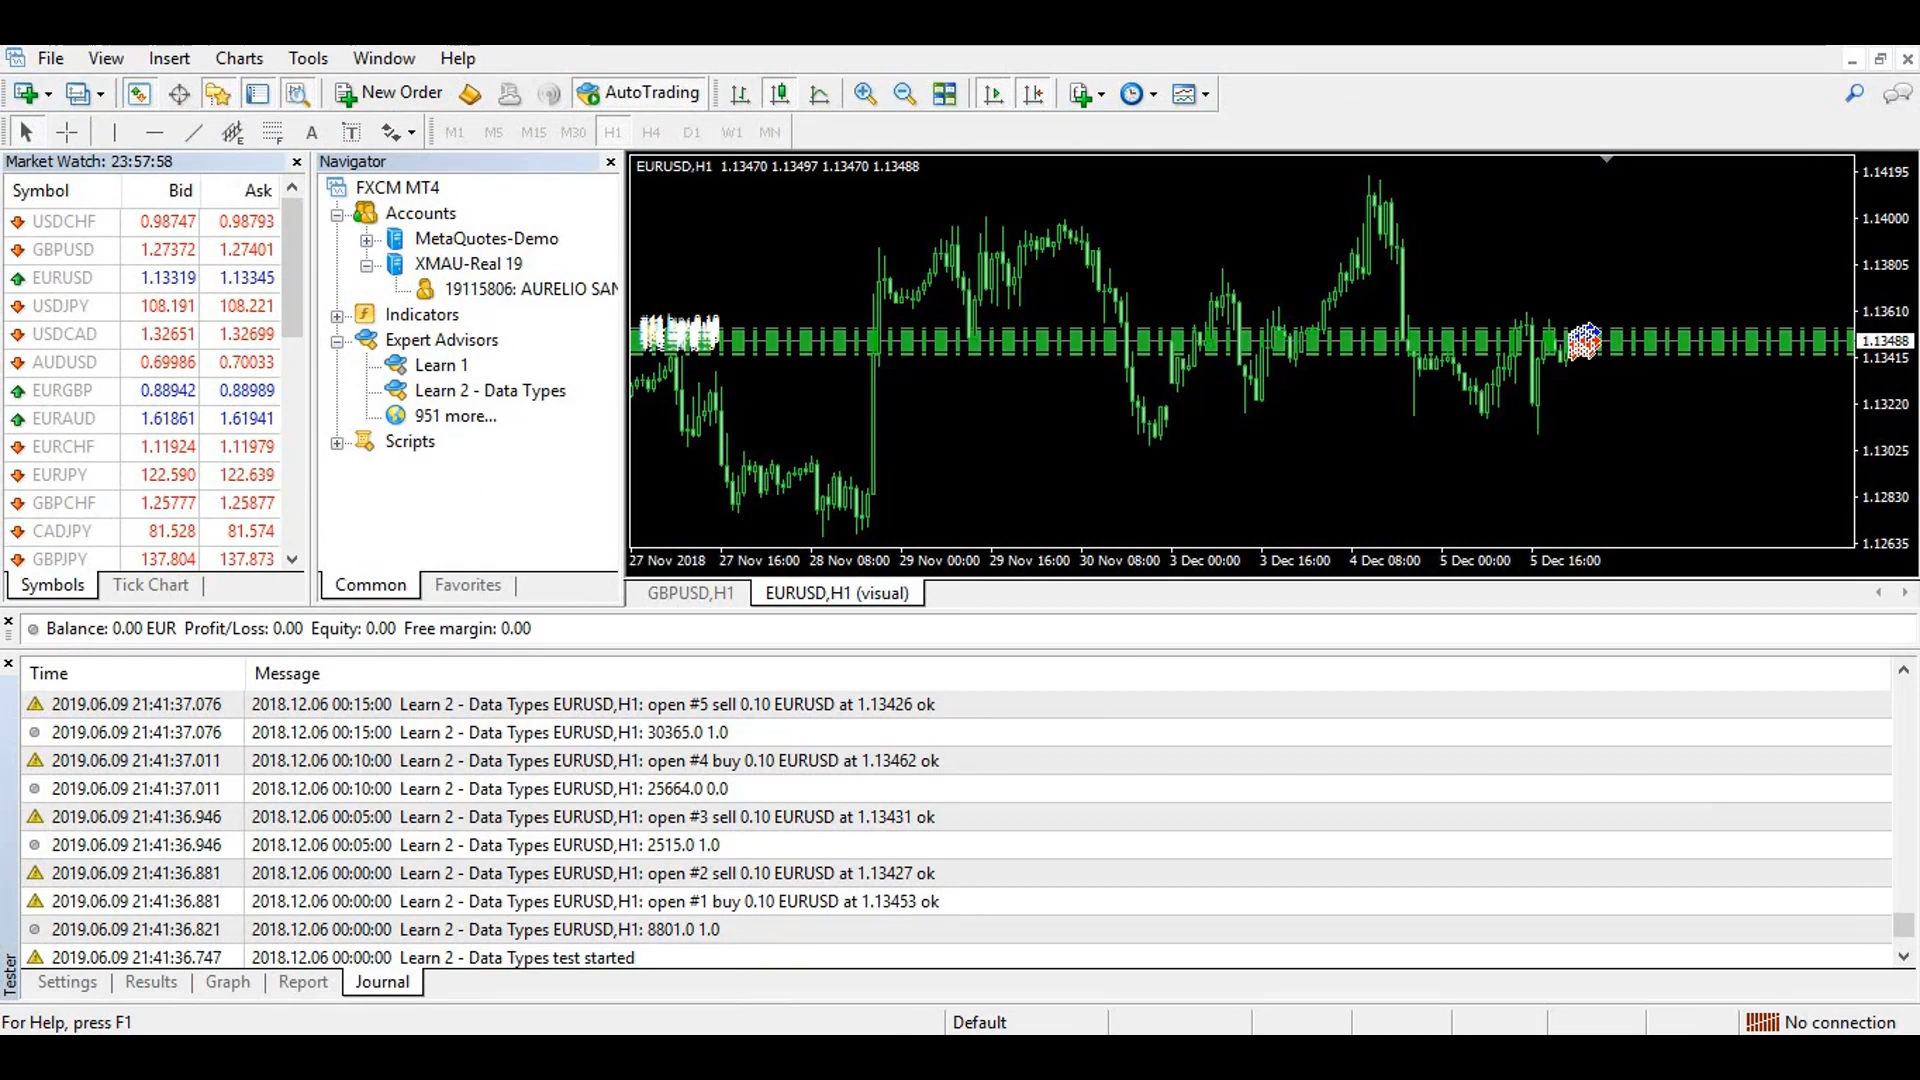 File View Insert Charts Tools Window Help
New Order AutoTrading
A T M1 M5 M15 M30 H1 H4 D1 W1 MN
Market Watch: 23:57:58
Symbol Bid Ask
USDCHF 0.98747 0.98793
GBPUSD 1.27372 1.27401
EURUSD 1.13319 1.13345
USDJPY 108.191 108.221
USDCAD 1.32651 1.32699
AUDUSD 0.69986 0.70033
EURGBP 0.88942 0.88989
EURAUD 1.61861 1.61941
EURCHF 1.11924 1.11979
EURJPY 122.590 122.639
GBPCHF 1.25777 1.25877
CADJPY 81.528 81.574
GBPJPY 137.804 137.873
Symbols Tick Chart
Navigator
FXCM MT4
Accounts
MetaQuotes-Demo
XMAU-Real 19
19115806: AURELIO SAN
Indicators
Expert Advisors
Learn 1
Learn 2 - Data Types
951 more...
Scripts
Common Favorites
EURUSD,H1 1.13470 1.13497 1.13470 1.13488
1.14195
1.14000
1.13805
1.13610
1.13488
1.13415
1.13220
1.13025
1.12830
1.12635
27 Nov 2018 27 Nov 16:00 28 Nov 08:00 29 Nov 00:00 29 Nov 16:00 30 Nov 08:00 3 Dec 00:00 3 Dec 16:00 4 Dec 08:00 5 Dec 00:00 5 Dec 16:00
GBPUSD,H1 EURUSD,H1 (visual)
Balance: 0.00 EUR Profit/Loss: 0.00 Equity: 0.00 Free margin: 0.00
Time Message
2019.06.09 21:41:37.076 2018.12.06 00:15:00 Learn 2 - Data Types EURUSD,H1: open #5 sell 0.10 EURUSD at 1.13426 ok
2019.06.09 21:41:37.076 2018.12.06 00:15:00 Learn 2 - Data Types EURUSD,H1: 30365.0 1.0
2019.06.09 21:41:37.011 2018.12.06 00:10:00 Learn 2 - Data Types EURUSD,H1: open #4 buy 0.10 EURUSD at 1.13462 ok
2019.06.09 21:41:37.011 2018.12.06 00:10:00 Learn 2 - Data Types EURUSD,H1: 25664.0 0.0
2019.06.09 21:41:36.946 2018.12.06 00:05:00 Learn 2 - Data Types EURUSD,H1: open #3 sell 0.10 EURUSD at 1.13431 ok
2019.06.09 21:41:36.946 2018.12.06 00:05:00 Learn 2 - Data Types EURUSD,H1: 2515.0 1.0
2019.06.09 21:41:36.881 2018.12.06 00:00:00 Learn 2 - Data Types EURUSD,H1: open #2 sell 0.10 EURUSD at 1.13427 ok
2019.06.09 21:41:36.881 2018.12.06 00:00:00 Learn 2 - Data Types EURUSD,H1: open #1 buy 0.10 EURUSD at 1.13453 ok
2019.06.09 21:41:36.821 2018.12.06 00:00:00 Learn 2 - Data Types EURUSD,H1: 8801.0 1.0
2019.06.09 21:41:36.747 2018.12.06 00:00:00 Learn 2 - Data Types test started
Tester
Settings Results Graph Report Journal
For Help, press F1 Default No connection